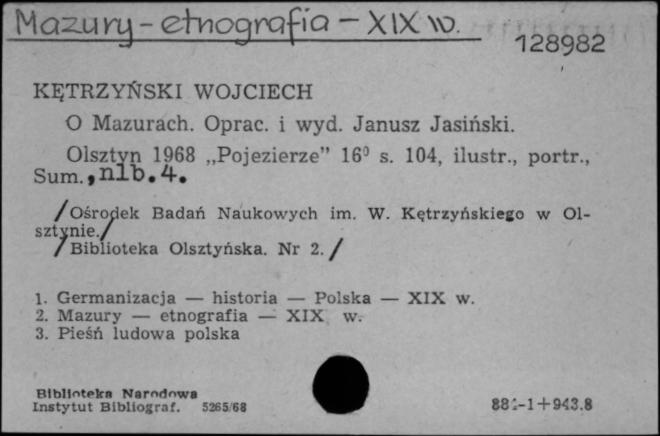 Mazury - etnografia - XIX w.
128982
KĘTRZYŃSKI WOJCIECH
O Mazurach. Oprac. i wyd. Janusz Jasiński.
Olsztyn 1968 „Pojezierze” 16⁰ s. 104, ilustr., portr.,
Sum., nlb. 4.
/Ośrodek Badań Naukowych im. W. Kętrzyńskiego w Ol-
sztynie./
/Biblioteka Olsztyńska. Nr 2./
1. Germanizacja — historia — Polska — XIX w.
2. Mazury — etnografia — XIX w.
3. Pieśń ludowa polska
Biblioteka Narodowa
Instytut Bibliograf. 5265/68
943.8